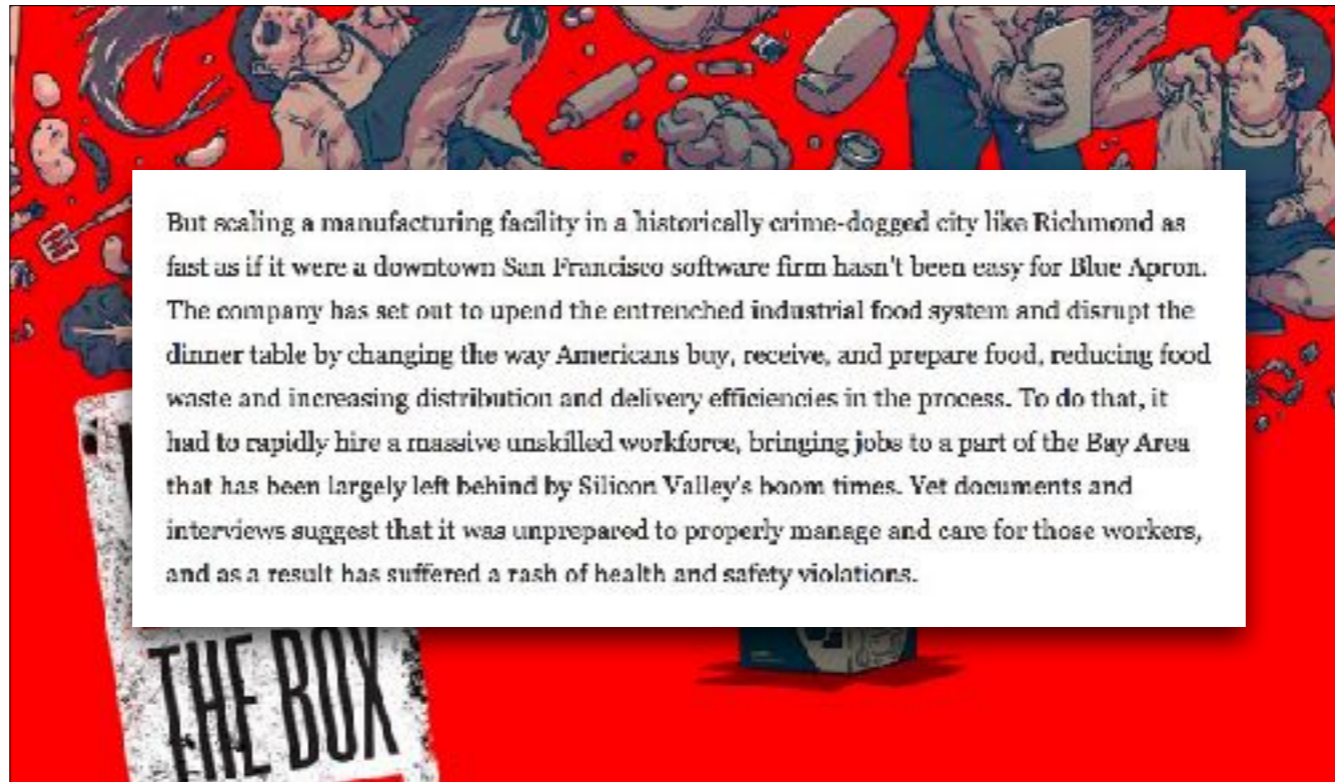 But scaling a manufacturing facility in a historically crime-dogged city like Richmond as
fast as if it were a downtown San Francisco software firm hasn't been easy for Blue Apron.
The company has set out to upend the entrenched industrial food system and disrupt the
dinner table by changing the way Americans buy, receive, and prepare food, reducing food
waste and increasing distribution and delivery efficiencies in the process. To do that, it
had to rapidly hire a massive unskilled workforce, bringing jobs to a part of the Bay Area
that has been largely left behind by Silicon Valley's boom times. Yet documents and
interviews suggest that it was unprepared to properly manage and care for those workers,
and as a result has suffered a rash of health and safety violations.
THE BOX